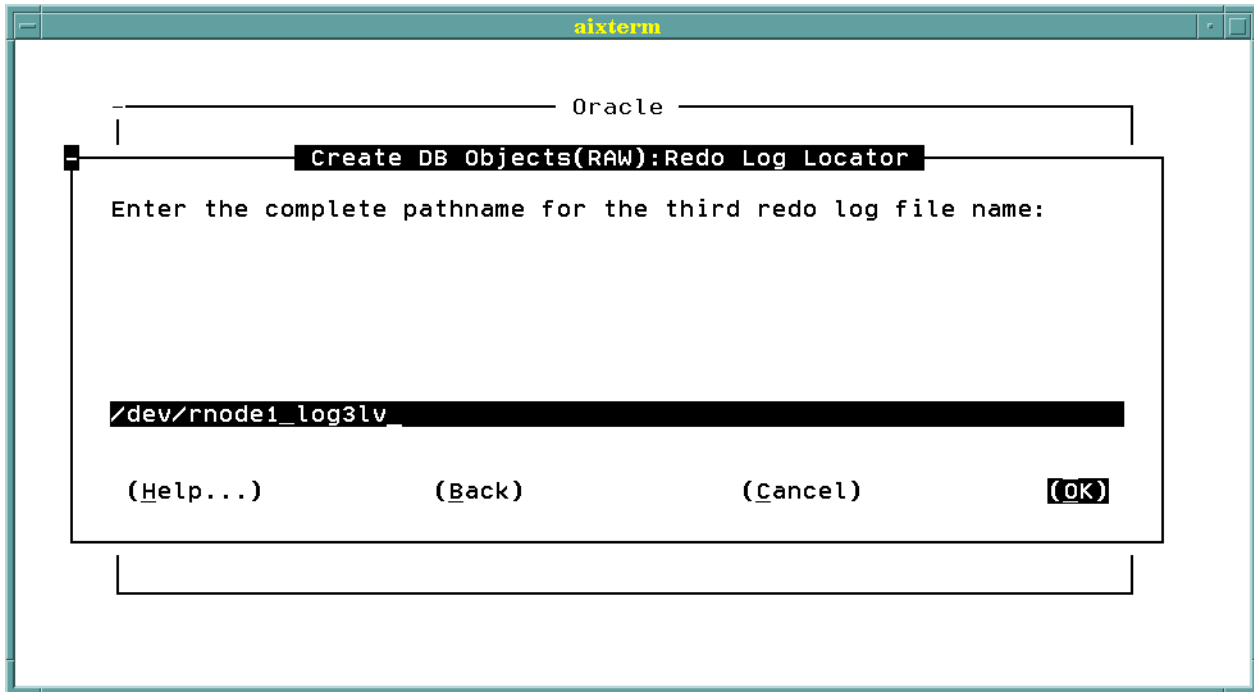 aixterm
Oracle
Create DB Objects(RAW):Redo Log Locator
Enter the complete pathname for the third redo log file name:
/dev/rnode1_log3lv_
(Help...) (Back) (Cancel) (OK)